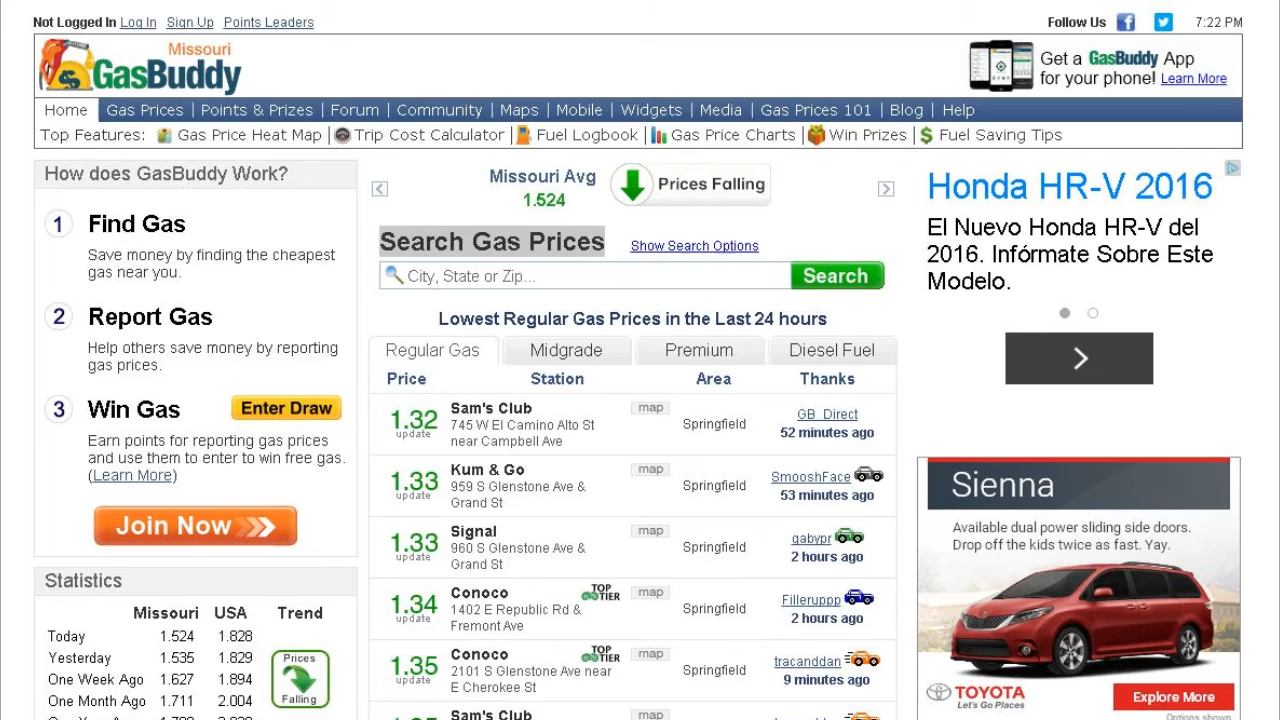 Not Logged In Log In Sign Up Points Leaders
Follow Us 7:22 PM
Missouri
GasBuddy
Get a GasBuddy App
for your phone! Learn More
Home Gas Prices | Points & Prizes | Forum | Community | Maps | Mobile | Widgets | Media | Gas Prices 101 | Blog | Help
Top Features: Gas Price Heat Map | Trip Cost Calculator | Fuel Logbook | Gas Price Charts | Win Prizes | $ Fuel Saving Tips
How does GasBuddy Work?
1 Find Gas
Save money by finding the cheapest
gas near you.
2 Report Gas
Help others save money by reporting
gas prices.
3 Win Gas Enter Draw
Earn points for reporting gas prices
and use them to enter to win free gas.
(Learn More)
Join Now
Statistics
Missouri USA Trend
Today 1.524 1.828
Yesterday 1.535 1.829
One Week Ago 1.627 1.894
One Month Ago 1.711 2.004
Prices
Falling
Missouri Avg
1.524
Prices Falling
Search Gas Prices Show Search Options
City, State or Zip... Search
Lowest Regular Gas Prices in the Last 24 hours
Regular Gas Midgrade Premium Diesel Fuel
Price Station Area Thanks
1.32 update Sam's Club map Springfield GB_Direct
745 W El Camino Alto St
near Campbell Ave 52 minutes ago
1.33 update Kum & Go map Springfield SmooshFace
959 S Glenstone Ave &
Grand St 53 minutes ago
1.33 update Signal map Springfield gabypr
960 S Glenstone Ave &
Grand St 2 hours ago
1.34 update Conoco TOP TIER map Springfield Filleruppp
1402 E Republic Rd &
Fremont Ave 2 hours ago
1.35 update Conoco TOP TIER map Springfield tracanddan
2101 S Glenstone Ave near
E Cherokee St 9 minutes ago
Sam's Club map
Honda HR-V 2016
El Nuevo Honda HR-V del
2016. Infórmate Sobre Este
Modelo.
Sienna
Available dual power sliding side doors.
Drop off the kids twice as fast. Yay.
TOYOTA
Let's Go Places
Explore More
Options shown